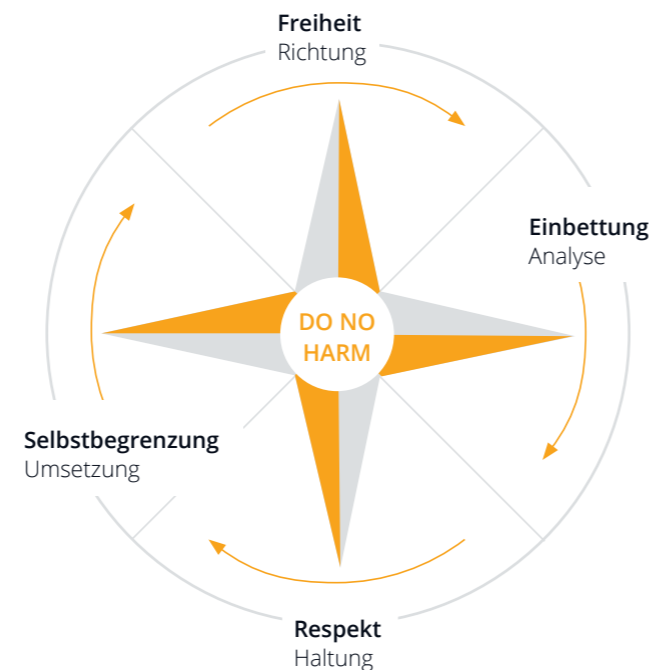 Freiheit
Richtung
Einbettung
Analyse
DO NO
HARM
Selbstbegrenzung
Umsetzung
Respekt
Haltung